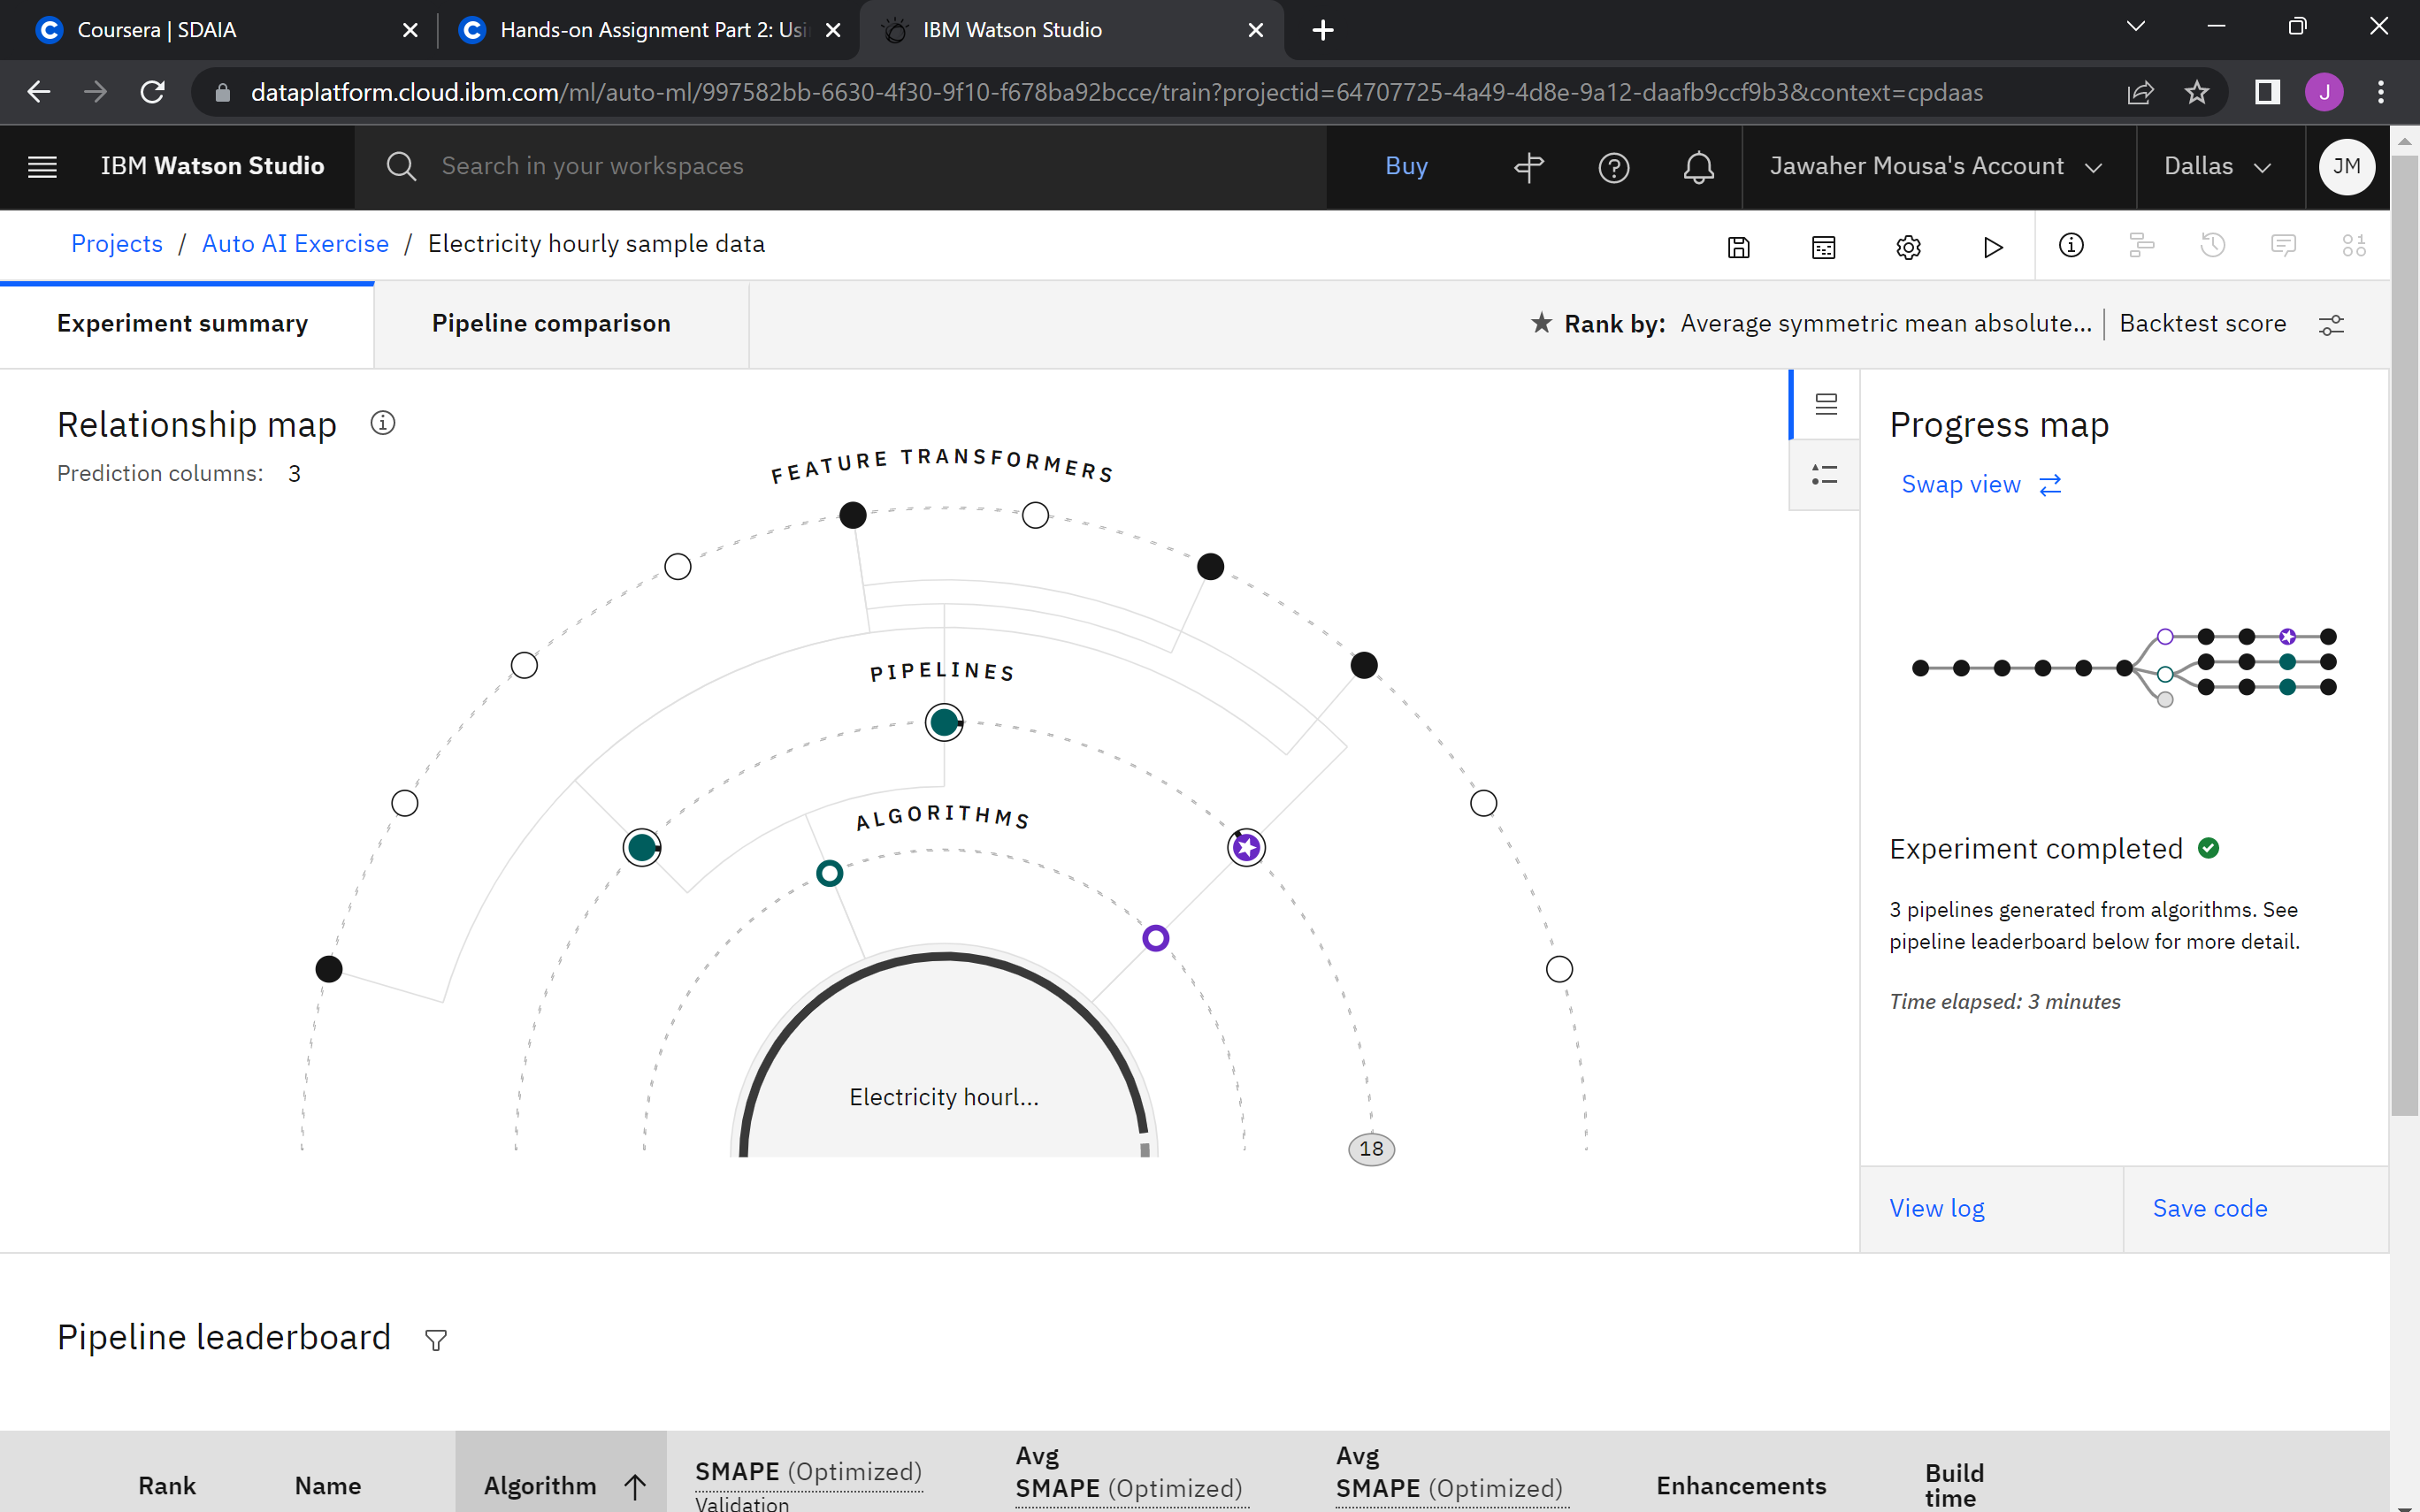 Coursera | SDAIA
Hands-on Assignment Part 2: Usi
IBM Watson Studio
dataplatform.cloud.ibm.com/ml/auto-ml/997582bb-6630-4f30-9f10-f678ba92bcce/train?projectid=64707725-4a49-4d8e-9a12-daafb9ccf9b3&context=cpdaas
J
IBM Watson Studio
Search in your workspaces
Buy
Jawaher Mousa's Account
Dallas
JM
Projects / Auto AI Exercise / Electricity hourly sample data
Experiment summary
Pipeline comparison
Rank by: Average symmetric mean absolute... | Backtest score
Relationship map
Prediction columns: 3
FEATURE TRANSFORMERS
PIPELINES
ALGORITHMS
Electricity hourl...
18
Progress map
Swap view
Experiment completed
3 pipelines generated from algorithms. See
pipeline leaderboard below for more detail.
Time elapsed: 3 minutes
View log
Save code
Pipeline leaderboard
Rank
Name
Algorithm
SMAPE (Optimized)
Validation
Avg
SMAPE (Optimized)
Avg
SMAPE (Optimized)
Enhancements
Build
time